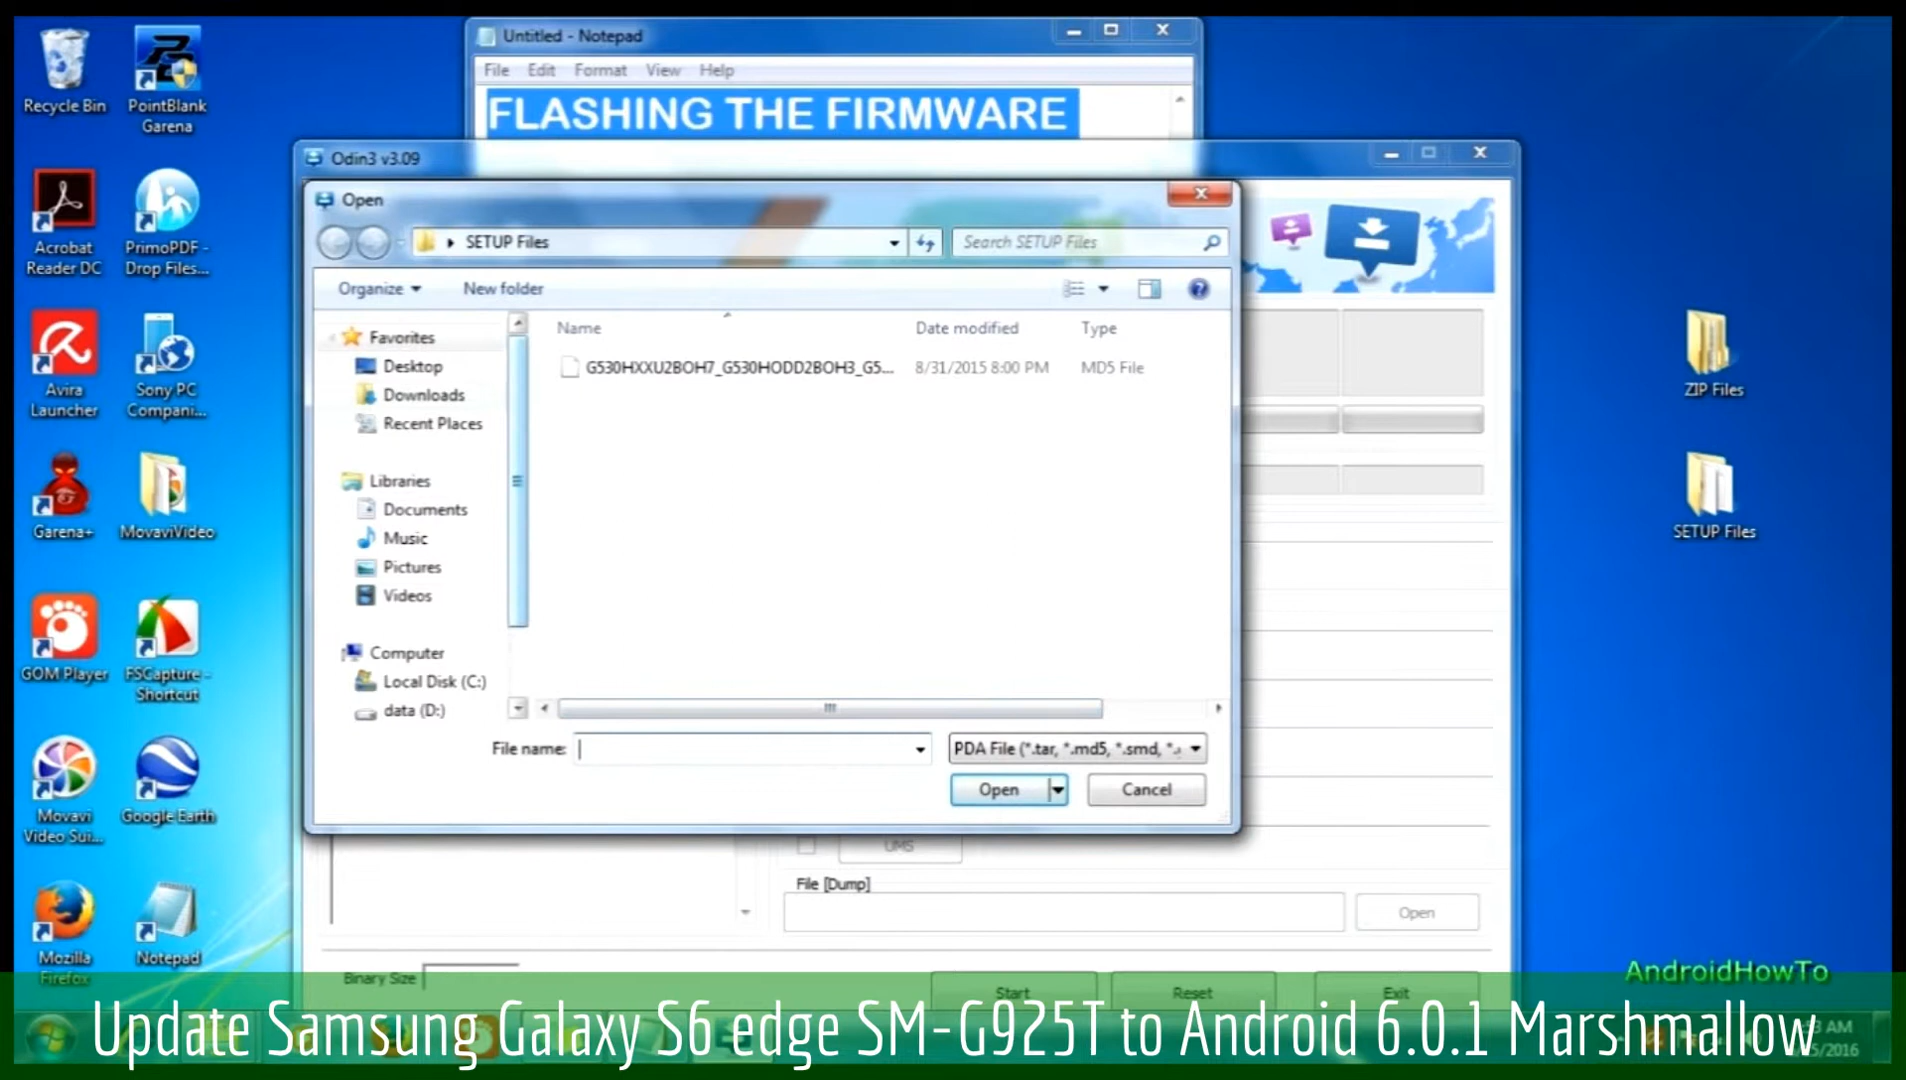 Recycle Bin
PointBlank
Garena
Acrobat
Reader DC
PrimoPDF -
Drop Files...
Avira
Launcher
Sony PC
Compani...
Garena+
MovaviVideo
GOM Player
FSCapture -
Shortcut
Movavi
Video Sui...
Google Earth
Mozilla
Firefox
Notepad
Untitled - Notepad
File Edit Format View Help
FLASHING THE FIRMWARE
Odin3 v3.09
Open
SETUP Files
Search SETUP Files
Organize
New folder
Name
Date modified
Type
Favorites
Desktop
Downloads
Recent Places
Libraries
Documents
Music
Pictures
Videos
Computer
Local Disk (C:)
data (D:)
G530HXXU2BOH7_G530HODD2BOH3_G5...
8/31/2015 8:00 PM
MD5 File
File name:
PDA File (*.tar, *.md5, *.smd, *.
Open
Cancel
UMS
File [Dump]
Open
Binary Size
Start
Reset
Exit
ZIP Files
SETUP Files
AndroidHowTo
Update Samsung Galaxy S6 edge SM-G925T to Android 6.0.1 Marshmallow
AM
2016